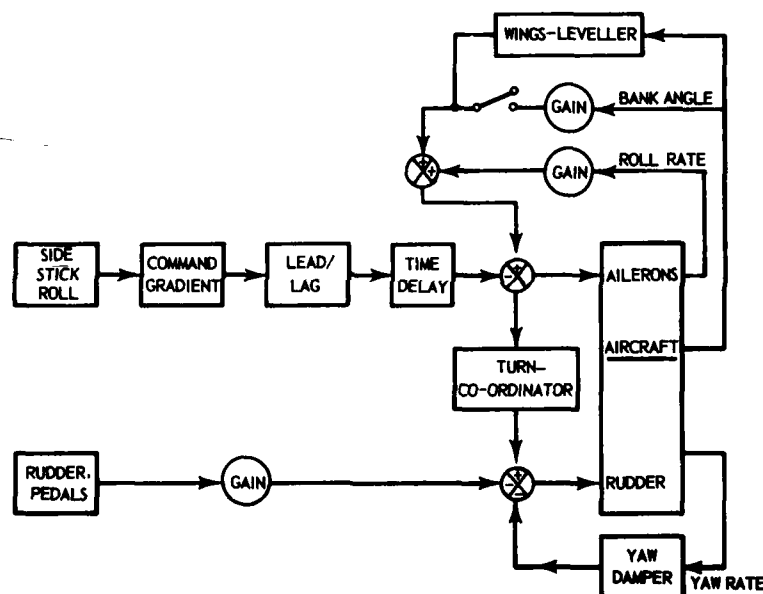 WINGS-LEVELLER
GAIN
BANK ANGLE
GAIN
ROLL RATE
+
+
SIDE
STICK
ROLL
COMMAND
GRADIENT
LEAD/
LAG
TIME
DELAY
-
+
AILERONS
AIRCRAFT
TURN-
CO-ORDINATOR
RUDDER.
PEDALS
GAIN
+
-
-
RUDDER
YAW
DAMPER
YAW RATE